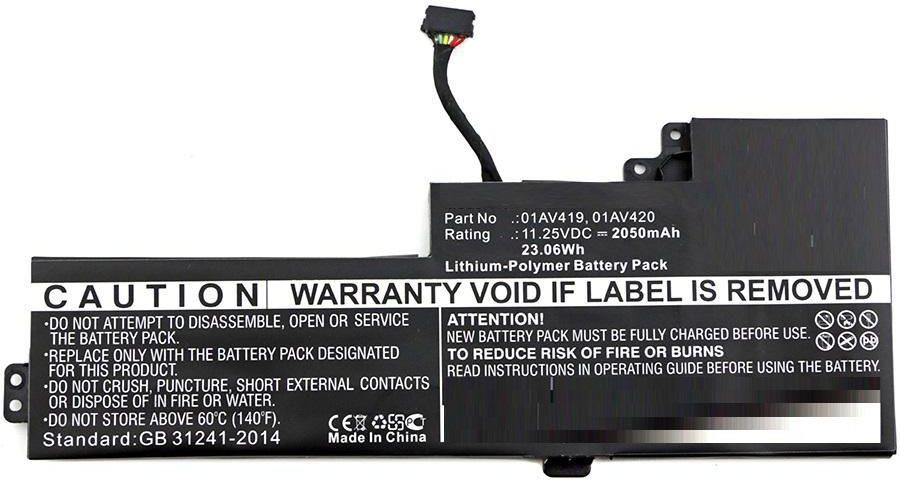 Part No .:01AV419, 01AV420
Rating .:11.25VDC ⎓ 2050mAh
23.06Wh
Lithium-Polymer Battery Pack
CAUTION
WARRANTY VOID IF LABEL IS REMOVED
•DO NOT ATTEMPT TO DISASSEMBLE, OPEN OR SERVICE
THE BATTERY PACK.
•REPLACE ONLY WITH THE BATTERY PACK DESIGNATED
FOR THIS PRODUCT.
•DO NOT CRUSH, PUNCTURE, SHORT EXTERNAL CONTACTS
OR DISPOSE OF IN FIRE OR WATER.
•DO NOT STORE ABOVE 60°C (140°F).
Standard:GB 31241-2014
CE
Made In China
ATTENTION!
NEW BATTERY PACK MUST BE FULLY CHARGED BEFORE USE.
TO REDUCE RISK OF FIRE OR BURNS
READ INSTRUCTIONS IN OPERATING GUIDE BEFORE USING THE BATTERY.